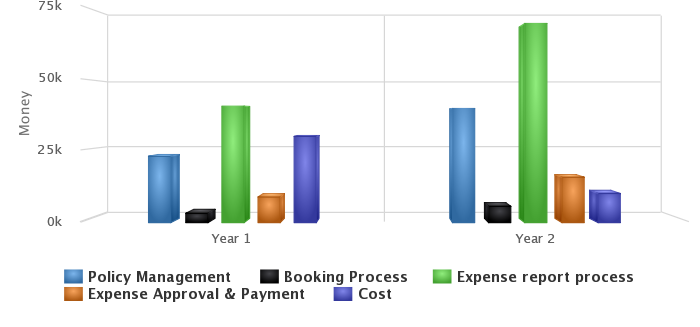 75k
50k
25k
0k
Money
Year 1
Year 2
Policy Management
Booking Process
Expense report process
Expense Approval & Payment
Cost